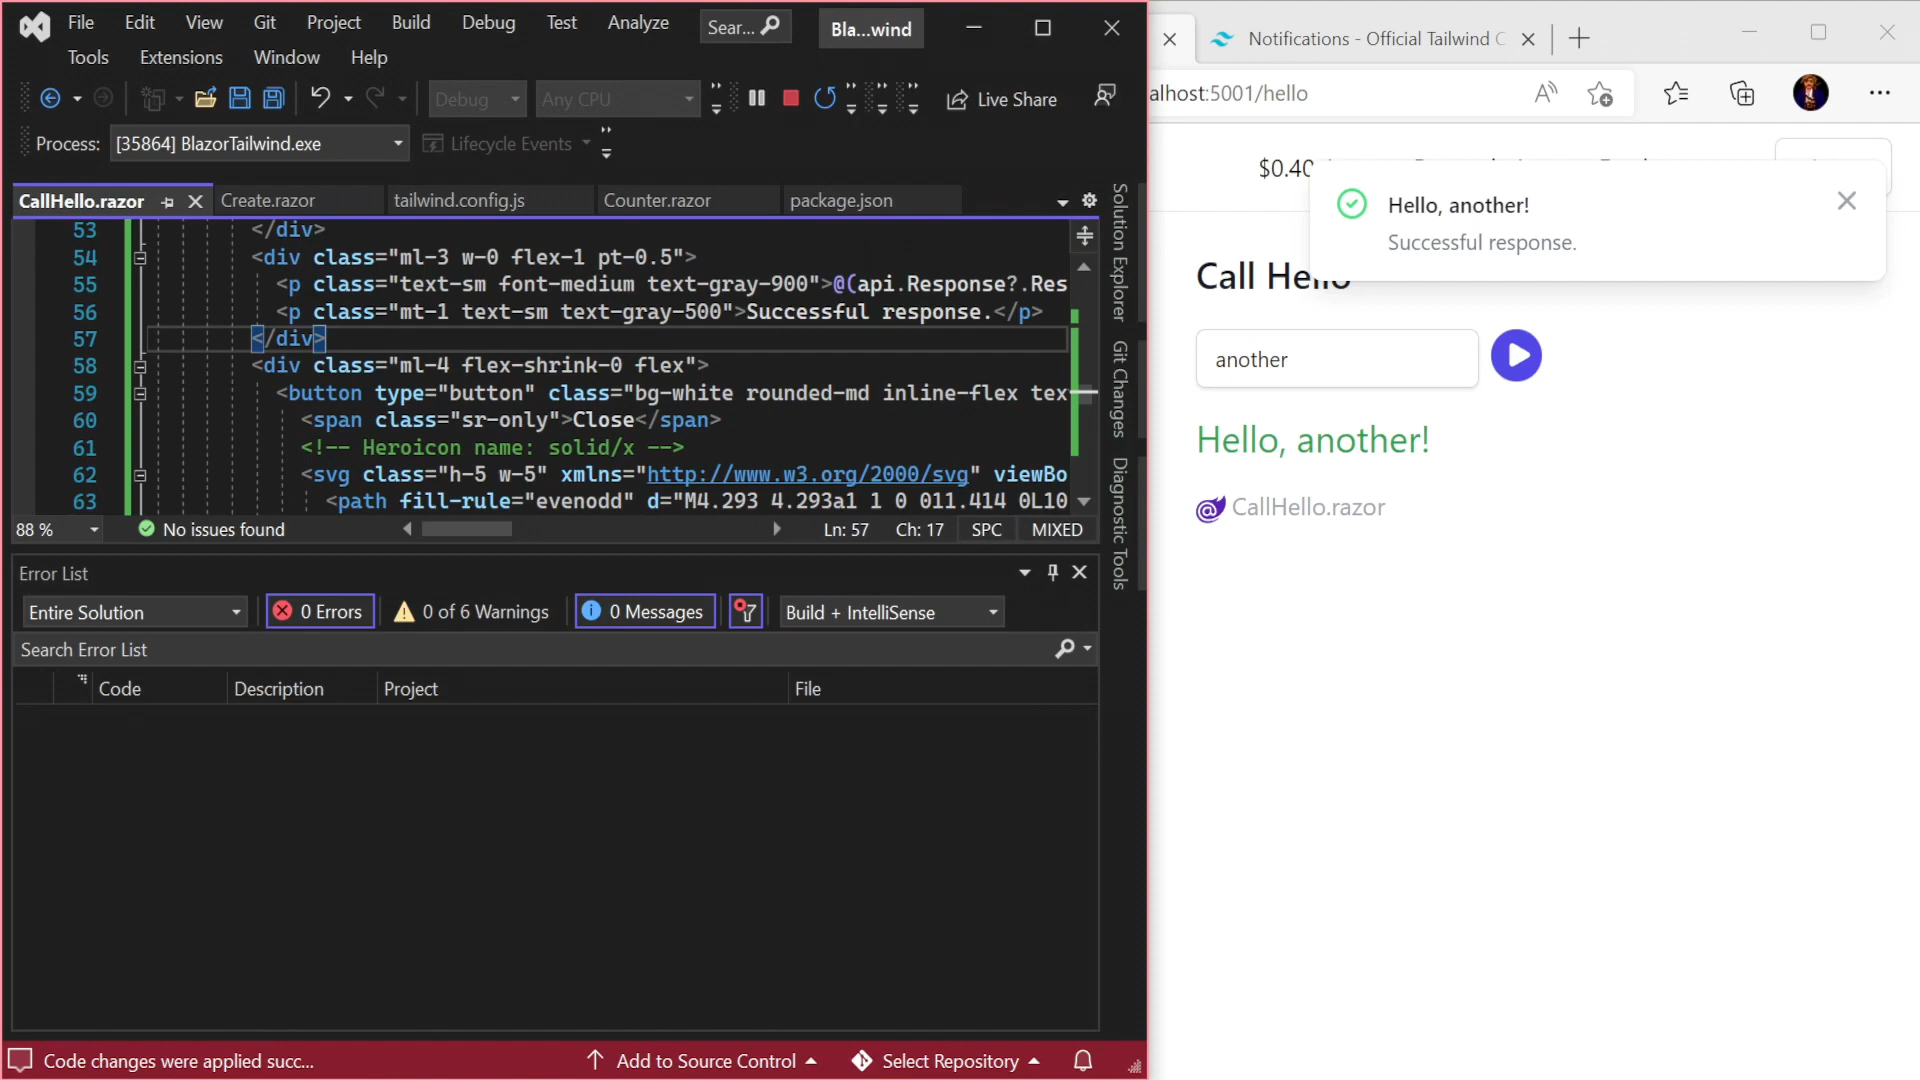 File Edit View Git Project Build Debug Test Analyze Sear... Bla...wind
Tools Extensions Window Help
Debug Any CPU Live Share
Process: [35864] BlazorTailwind.exe Lifecycle Events
CallHello.razor Create.razor tailwind.config.js Counter.razor package.json
53 </div>
54 <div class="ml-3 w-0 flex-1 pt-0.5">
55 <p class="text-sm font-medium text-gray-900">@(api.Response?.Res
56 <p class="mt-1 text-sm text-gray-500">Successful response.</p>
57 </div>
58 <div class="ml-4 flex-shrink-0 flex">
59 <button type="button" class="bg-white rounded-md inline-flex tex
60 <span class="sr-only">Close</span>
61 <!-- Heroicon name: solid/x -->
62 <svg class="h-5 w-5" xmlns="http://www.w3.org/2000/svg" viewBo
63 <path fill-rule="evenodd" d="M4.293 4.293a1 1 0 011.414 0L10
88 % No issues found Ln: 57 Ch: 17 SPC MIXED
Solution Explorer
Git Changes
Diagnostic Tools
Error List
Entire Solution 0 Errors 0 of 6 Warnings 0 Messages Build + IntelliSense
Search Error List
Code Description Project File
Code changes were applied succ... Add to Source Control Select Repository
Notifications - Official Tailwind C
alhost:5001/hello
$0.40
Hello, another!
Successful response.
Call Hello
another
Hello, another!
CallHello.razor